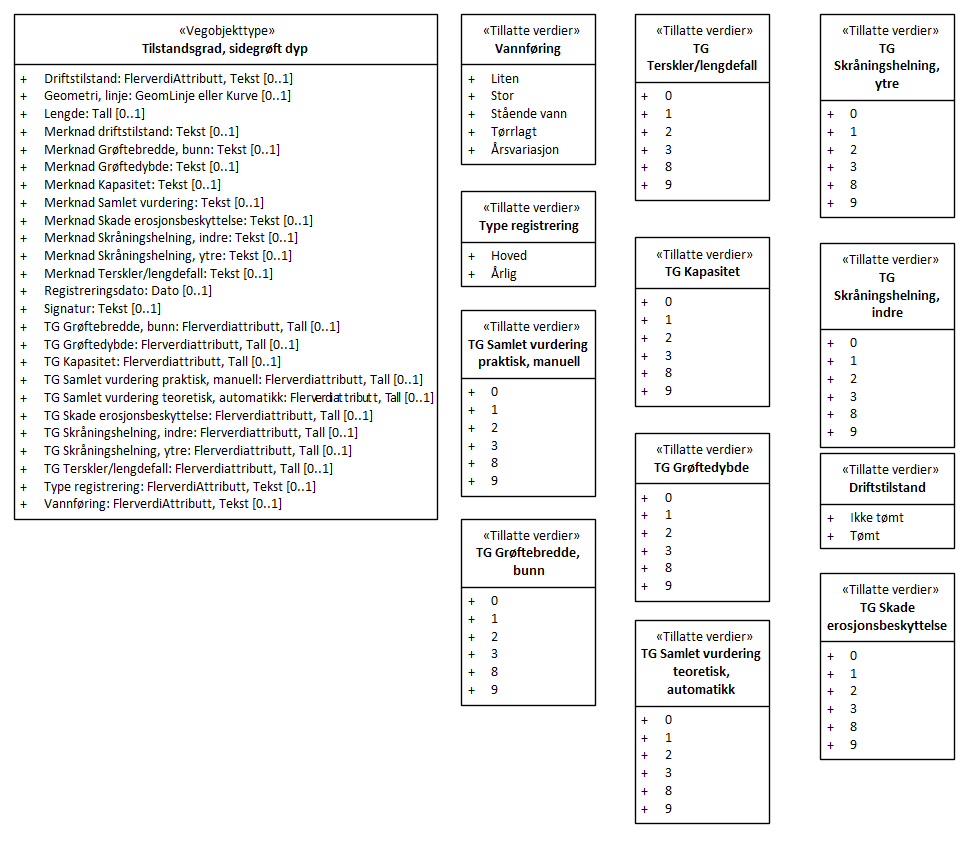 «Vegobjekttype»
Tilstandsgrad, sidegrøft dyp
+ Driftstilstand: FlerverdiAttributt, Tekst [0..1]
+ Geometri, linje: GeomLinje eller Kurve [0..1]
+ Lengde: Tall [0..1]
+ Merknad driftstilstand: Tekst [0..1]
+ Merknad Grøftebredde, bunn: Tekst [0..1]
+ Merknad Grøftedybde: Tekst [0..1]
+ Merknad Kapasitet: Tekst [0..1]
+ Merknad Samlet vurdering: Tekst [0..1]
+ Merknad Skade erosjonsbeskyttelse: Tekst [0..1]
+ Merknad Skråningshelning, indre: Tekst [0..1]
+ Merknad Skråningshelning, ytre: Tekst [0..1]
+ Merknad Terskler/lengdefall: Tekst [0..1]
+ Registreringsdato: Dato [0..1]
+ Signatur: Tekst [0..1]
+ TG Grøftebredde, bunn: Flerverdiattributt, Tall [0..1]
+ TG Grøftedybde: Flerverdiattributt, Tall [0..1]
+ TG Kapasitet: Flerverdiattributt, Tall [0..1]
+ TG Samlet vurdering praktisk, manuell: Flerverdiattributt, Tall [0..1]
+ TG Samlet vurdering teoretisk, automatikk: Flerverdiattributt, Tall [0..1]
+ TG Skade erosjonsbeskyttelse: Flerverdiattributt, Tall [0..1]
+ TG Skråningshelning, indre: Flerverdiattributt, Tall [0..1]
+ TG Skråningshelning, ytre: Flerverdiattributt, Tall [0..1]
+ TG Terskler/lengdefall: Flerverdiattributt, Tall [0..1]
+ Type registrering: FlerverdiAttributt, Tekst [0..1]
+ Vannføring: FlerverdiAttributt, Tekst [0..1]
«Tillatte verdier»
Vannføring
+ Liten
+ Stor
+ Stående vann
+ Tørrlagt
+ Årsvariasjon
«Tillatte verdier»
Type registrering
+ Hoved
+ Årlig
«Tillatte verdier»
TG Samlet vurdering
praktisk, manuell
+ 0
+ 1
+ 2
+ 3
+ 8
+ 9
«Tillatte verdier»
TG Grøftebredde,
bunn
+ 0
+ 1
+ 2
+ 3
+ 8
+ 9
«Tillatte verdier»
TG
Terskler/lengdefall
+ 0
+ 1
+ 2
+ 3
+ 8
+ 9
«Tillatte verdier»
TG Kapasitet
+ 0
+ 1
+ 2
+ 3
+ 8
+ 9
«Tillatte verdier»
TG Grøftedybde
+ 0
+ 1
+ 2
+ 3
+ 8
+ 9
«Tillatte verdier»
TG Samlet vurdering
teoretisk,
automatikk
+ 0
+ 1
+ 2
+ 3
+ 8
+ 9
«Tillatte verdier»
TG
Skråningshelning,
ytre
+ 0
+ 1
+ 2
+ 3
+ 8
+ 9
«Tillatte verdier»
TG
Skråningshelning,
indre
+ 0
+ 1
+ 2
+ 3
+ 8
+ 9
«Tillatte verdier»
Driftstilstand
+ Ikke tømt
+ Tømt
«Tillatte verdier»
TG Skade
erosjonsbeskyttelse
+ 0
+ 1
+ 2
+ 3
+ 8
+ 9